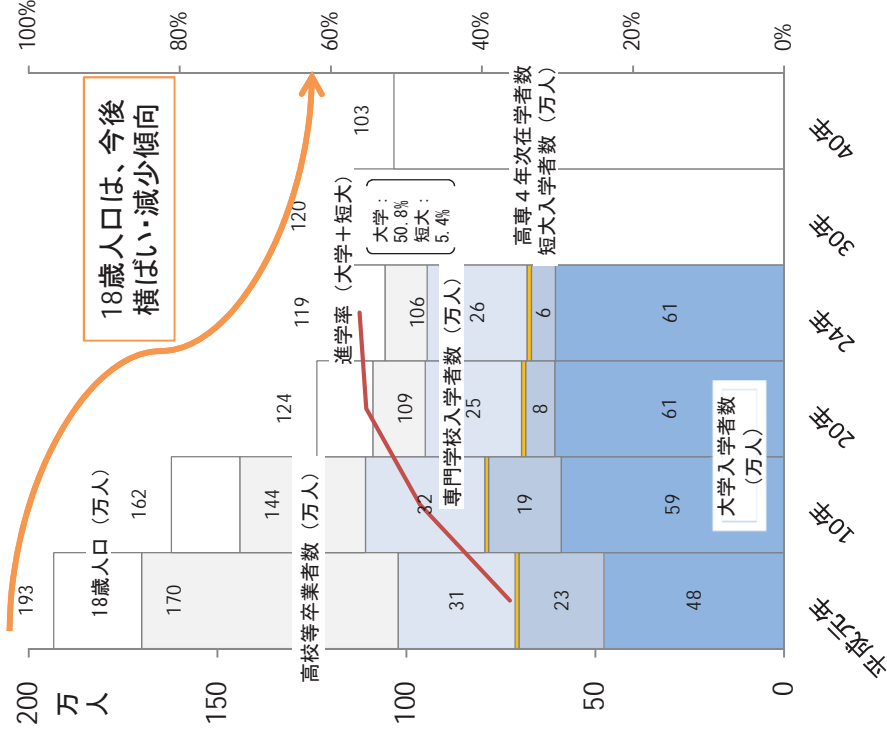 18歳人口は、今後
横ばい・減少傾向
200
150
100
50
0
万
人
100%
80%
60%
40%
20%
0%
193
162
124
119
120
103
18歳人口（万人）
170
144
109
106
高校等卒業者数（万人）
進学率（大学＋短大）
大学：
50.8%
短大：
5.4%
31
32
25
26
専門学校入学者数（万人）
高専４年次在学者数
短大入学者数（万人）
23
19
8
6
48
59
61
61
大学入学者数
（万人）
平成元年
10年
20年
24年
30年
40年